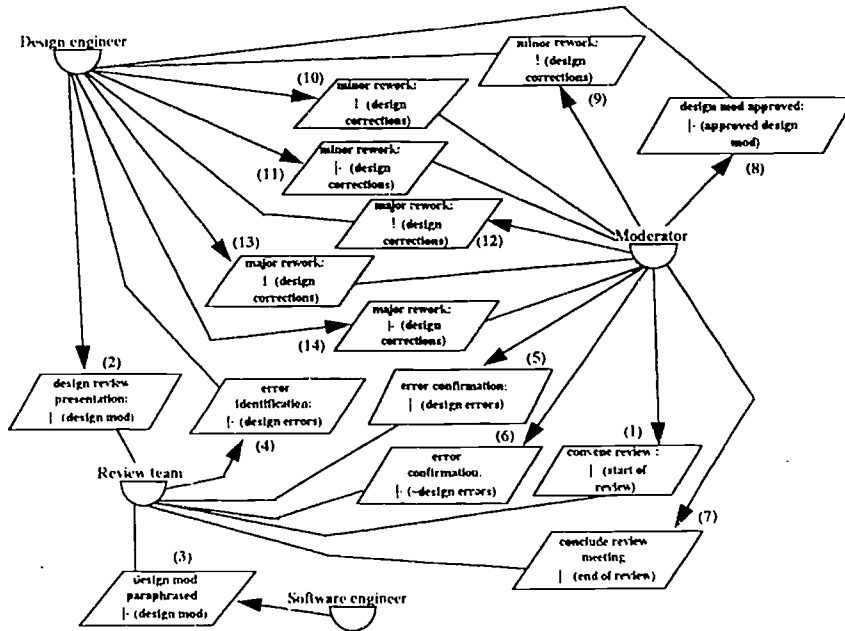 Design engineer
minor rework:
! (design
corrections)
(9)
(10)
minor rework:
! (design
corrections)
design mod approved:
|- (approved design
mod)
(8)
(11)
minor rework:
|- (design
corrections)
major rework:
! (design
corrections)
(12)
Moderator
(13)
major rework:
! (design
corrections)
(14)
major rework:
|- (design
corrections)
(2)
design review
presentation:
| (design mod)
error
identification:
|- (design errors)
(4)
(5)
error confirmation:
| (design errors)
(6)
error
confirmation:
|- (~design errors)
(1)
convene review :
| (start of
review)
Review team
(7)
conclude review
meeting
| (end of review)
(3)
design mod
paraphrased
|- (design mod)
Software engineer